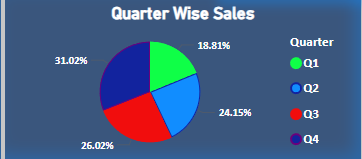 Quarter Wise Sales
31.02%
18.81%
24.15%
26.02%
Quarter
Q1
Q2
Q3
Q4